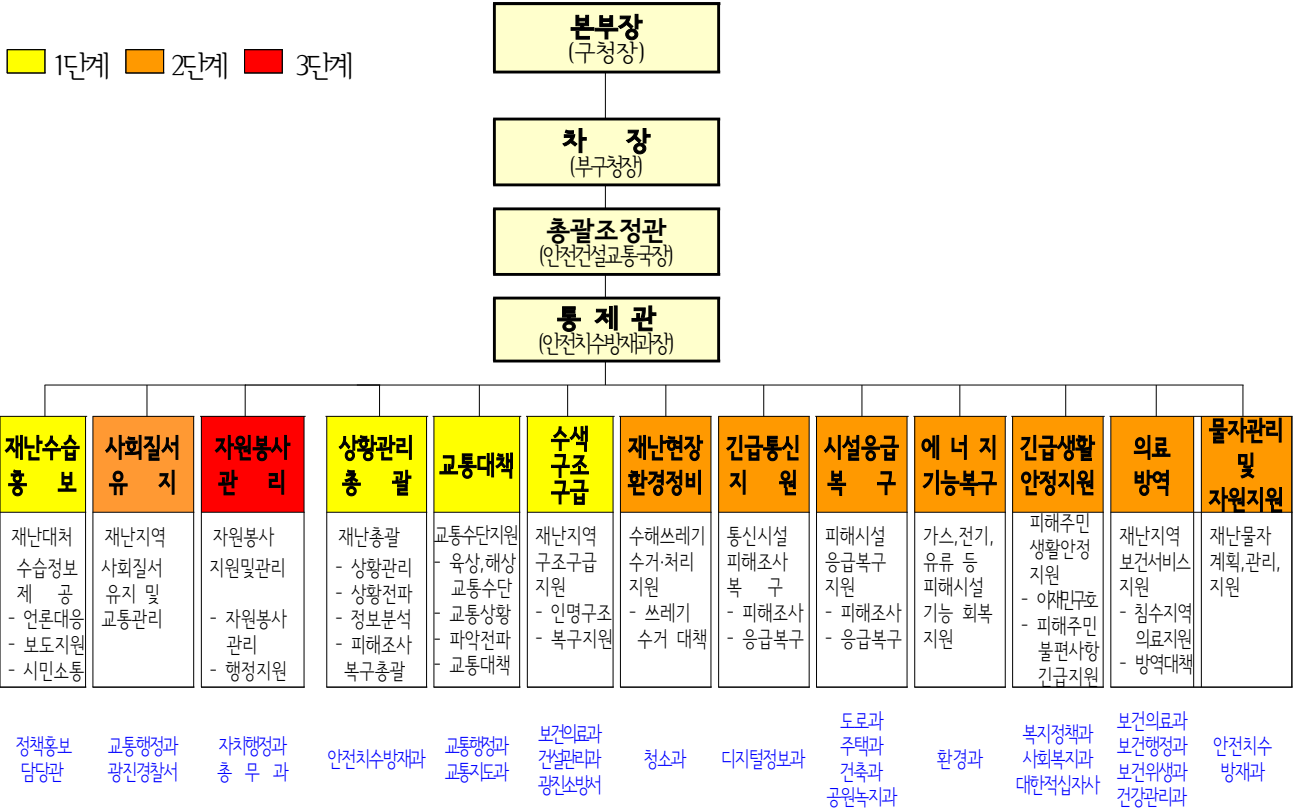 본부장
(구청장)
1단계 2단계 3단계
차 장
(부구청장)
총괄조정관
(안전건설교통국장)
통 제 관
(안전치수방재과장)
재난수습
홍 보
재난대처
수습정보
제 공
- 언론대응
- 보도지원
- 시민소통
정책홍보
담당관
사회질서
유 지
재난지역
사회질서
유지 및
교통관리
교통행정과
광진경찰서
자원봉사
관 리
자원봉사
지원및관리
- 자원봉사
관리
- 행정지원
자치행정과
총 무 과
상황관리
총 괄
재난총괄
- 상황관리
- 상황전파
- 정보분석
- 피해조사
복구총괄
안전치수방재과
교통대책
교통수단지원
- 육상,해상
교통수단
- 교통상황
- 파악전파
- 교통대책
교통행정과
교통지도과
수색
구조
구급
재난지역
구조구급
지원
- 인명구조
- 복구지원
보건의료과
건설관리과
광진소방서
재난현장
환경정비
수해쓰레기
수거·처리
지원
- 쓰레기
수거 대책
청소과
긴급통신
지 원
통신시설
피해조사
복 구
- 피해조사
- 응급복구
디지털정보과
시설응급
복 구
피해시설
응급복구
지원
- 피해조사
- 응급복구
도로과
주택과
건축과
공원녹지과
에 너 지
기능복구
가스,전기,
유류 등
피해시설
기능 회복
지원
환경과
긴급생활
안정지원
피해주민
생활안정
지원
- 이재민구호
- 피해주민
불편사항
긴급지원
복지정책과
사회복지과
대한적십자사
의료
방역
재난지역
보건서비스
지원
- 침수지역
의료지원
- 방역대책
보건의료과
보건행정과
보건위생과
건강관리과
물자관리
및
자원지원
재난물자
계획,관리,
지원
안전치수
방재과